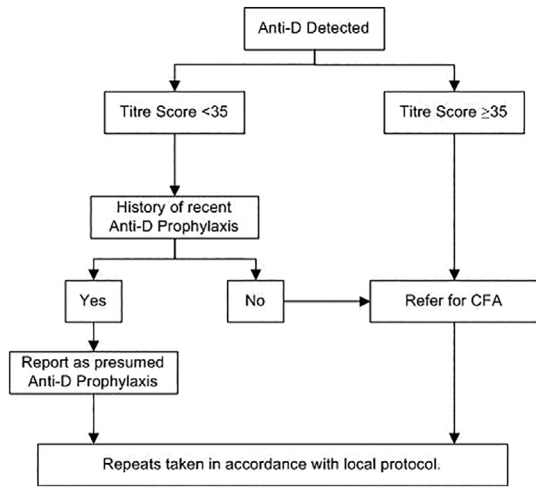 Anti-D Detected
Titre Score <35
Titre Score ≥35
History of recent
Anti-D Prophylaxis
Yes
No
Refer for CFA
Report as presumed
Anti-D Prophylaxis
Repeats taken in accordance with local protocol.